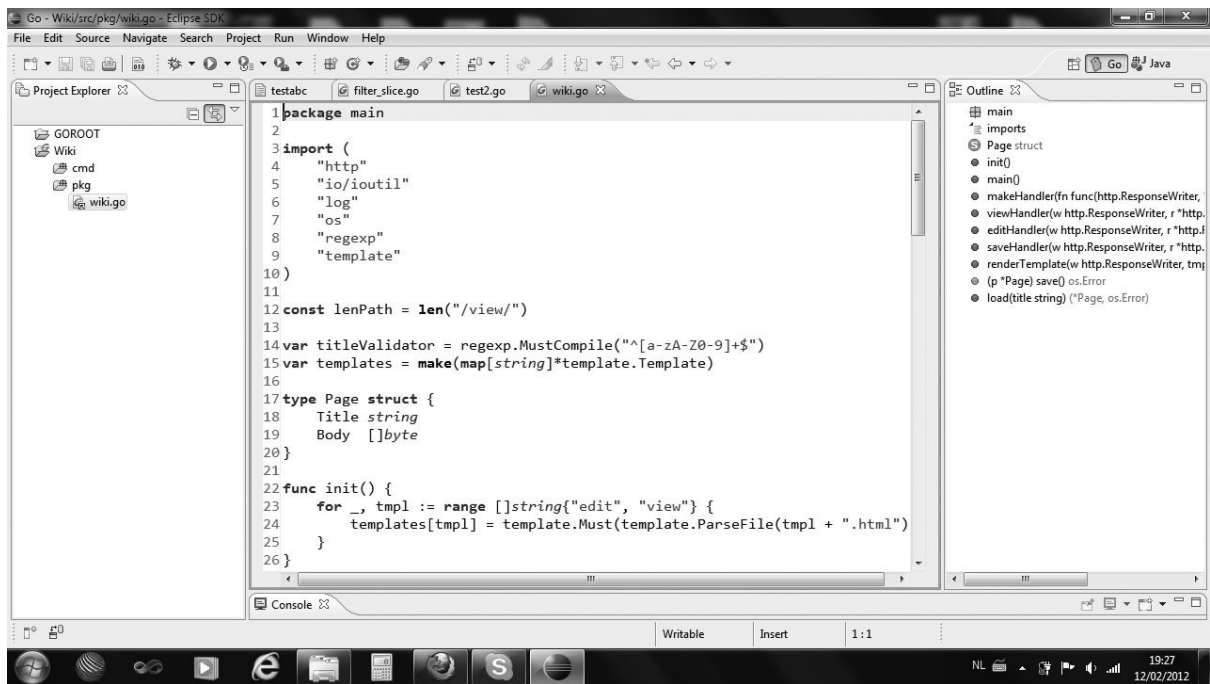 Go - Wiki/src/pkg/wiki.go - Eclipse SDK
File Edit Source Navigate Search Project Run Window Help
Go Java
Project Explorer
GOROOT
Wiki
cmd
pkg
wiki.go
testabc filter_slice.go test2.go wiki.go
1 package main
2
3 import (
4 "http"
5 "io/ioutil"
6 "log"
7 "os"
8 "regexp"
9 "template"
10 )
11
12 const lenPath = len("/view/")
13
14 var titleValidator = regexp.MustCompile("^[a-zA-Z0-9]+$")
15 var templates = make(map[string]*template.Template)
16
17 type Page struct {
18 Title string
19 Body []byte
20 }
21
22 func init() {
23 for _, tmpl := range []string{"edit", "view"} {
24 templates[tmpl] = template.Must(template.ParseFile(tmpl + ".html")
25 }
26 }
Outline
main
imports
Page struct
init()
main()
makeHandler(fn func(http.ResponseWriter,
viewHandler(w http.ResponseWriter, r *http.
editHandler(w http.ResponseWriter, r *http.
saveHandler(w http.ResponseWriter, r *http.
renderTemplate(w http.ResponseWriter,
(p *Page) save() os.Error
load(title string) (*Page, os.Error)
Console
Writable Insert 1:1
NL
19:27
12/02/2012